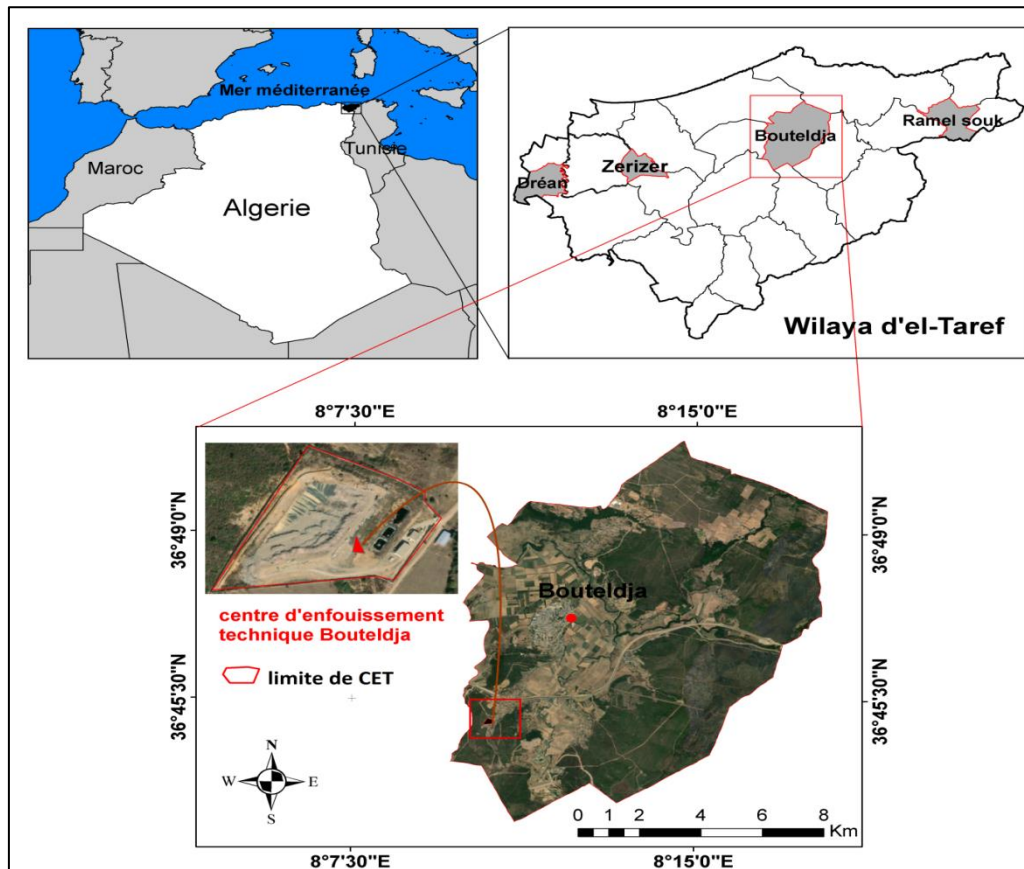 Mer méditerranée
Maroc
Tunisie
Algerie
Bouteldja
Ramel souk
Zerizer
Dréan
Wilaya d'el-Taref
8°7'30"E
8°15'0"E
36°49'0"N
36°49'0"N
centre d'enfouissement
technique Bouteldja
limite de CET
Bouteldja
36°45'30"N
36°45'30"N
N
W
E
S
0 1 2 4 6 8
Km
8°7'30"E
8°15'0"E